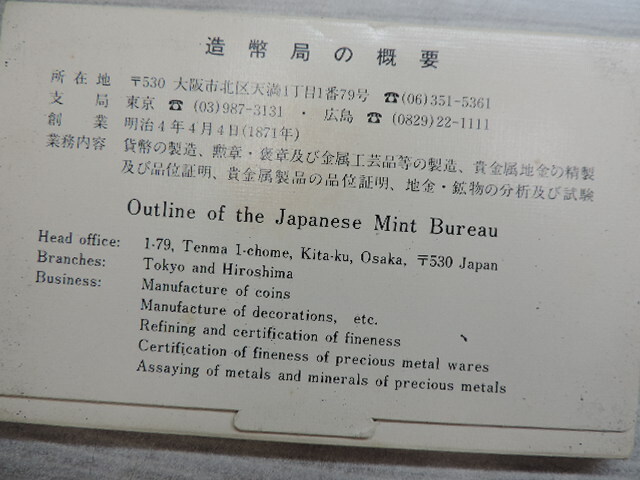 造幣局の概要
所在地 〒530 大阪市北区天満1丁目1番79号 ☎(06)351-5361
支局 東京 ☎ (03)987-3131 ・ 広島 ☎ (0829)22-1111
創業 明治4年4月4日(1871年)
業務内容 貨幣の製造、勲章・褒章及び金属工芸品等の製造、貴金属地金の精製
及び品位証明、貴金属製品の品位証明、地金・鉱物の分析及び試験
Outline of the Japanese Mint Bureau
Head office: 1-79, Tenma 1-chome, Kita-ku, Osaka, 〒530 Japan
Branches: Tokyo and Hiroshima
Business: Manufacture of coins
Manufacture of decorations, etc.
Refining and certification of fineness
Certification of fineness of precious metal wares
Assaying of metals and minerals of precious metals